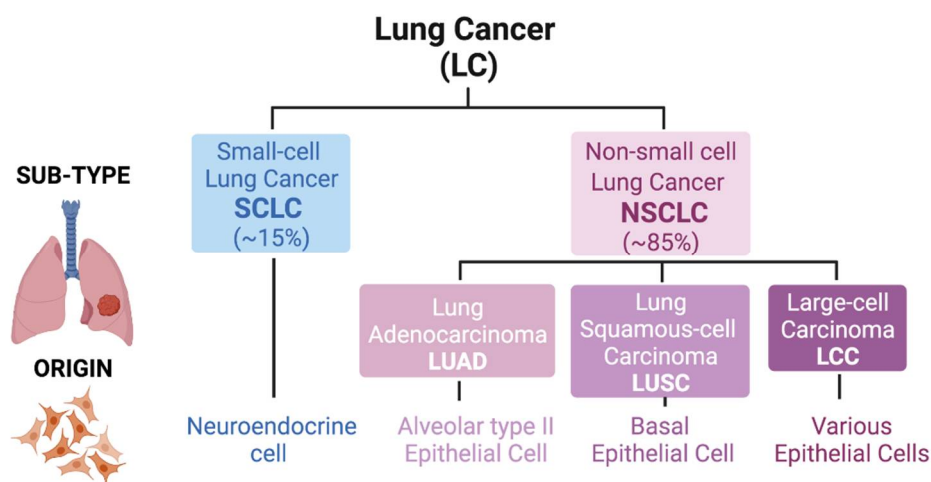 Lung Cancer
(LC)
SUB-TYPE
Small-cell
Lung Cancer
SCLC
(~15%)
Non-small cell
Lung Cancer
NSCLC
(~85%)
Lung
Adenocarcinoma
LUAD
Lung
Squamous-cell
Carcinoma
LUSC
Large-cell
Carcinoma
LCC
ORIGIN
Neuroendocrine
cell
Alveolar type II
Epithelial Cell
Basal
Epithelial Cell
Various
Epithelial Cells